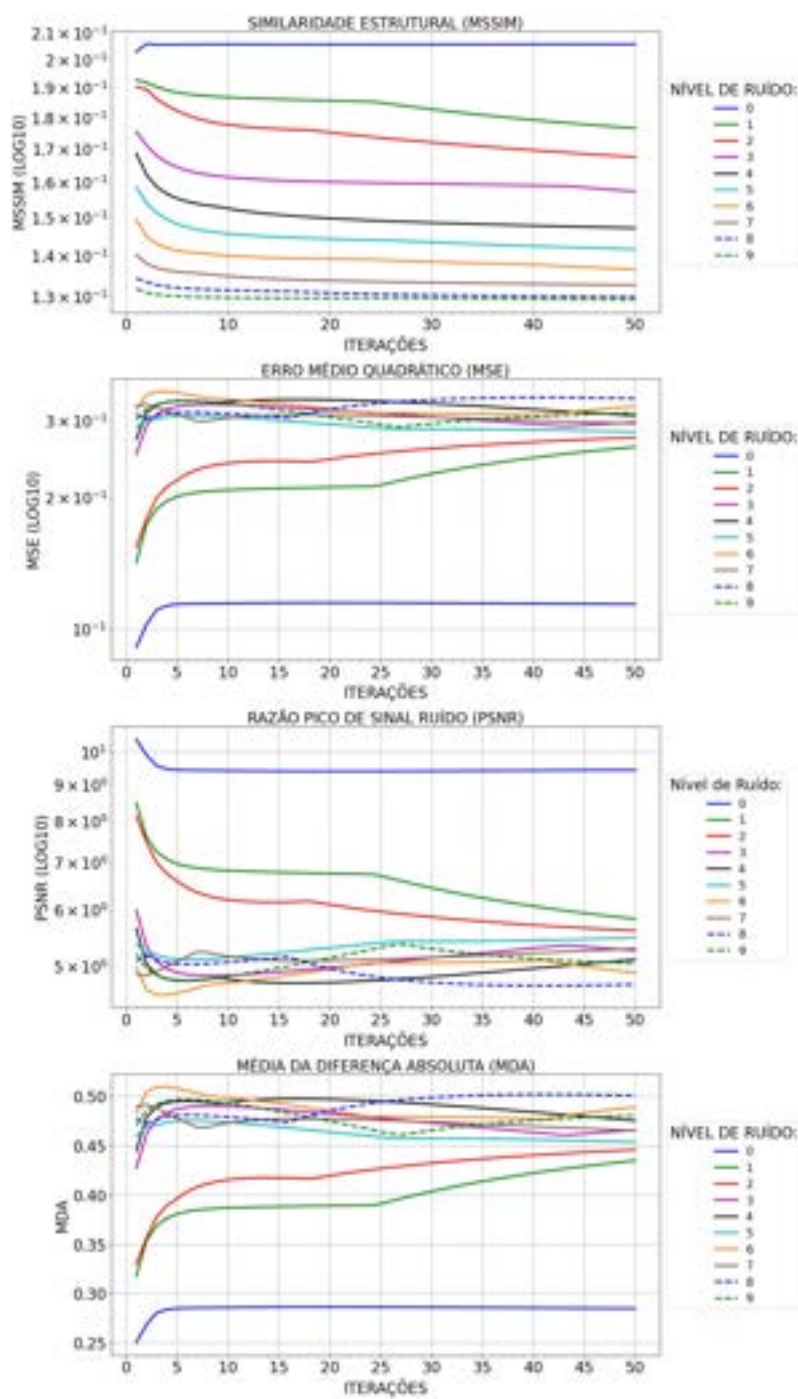 SIMILARIDADE ESTRUTURAL (MSSIM)
MSSIM (LOG10)
2.1 × 10⁻¹
2 × 10⁻¹
1.9 × 10⁻¹
1.8 × 10⁻¹
1.7 × 10⁻¹
1.6 × 10⁻¹
1.5 × 10⁻¹
1.4 × 10⁻¹
1.3 × 10⁻¹
0 10 20 30 40 50
ITERAÇÕES
NÍVEL DE RUÍDO:
0
1
2
3
4
5
6
7
8
9
ERRO MÉDIO QUADRÁTICO (MSE)
MSE (LOG10)
3 × 10⁻¹
2 × 10⁻¹
10⁻¹
0 5 10 15 20 25 30 35 40 45 50
ITERAÇÕES
NÍVEL DE RUÍDO:
0
1
2
3
4
5
6
7
8
9
RAZÃO PICO DE SINAL RUÍDO (PSNR)
PSNR (LOG10)
10¹
9 × 10⁰
8 × 10⁰
7 × 10⁰
6 × 10⁰
5 × 10⁰
0 5 10 15 20 25 30 35 40 45 50
ITERAÇÕES
Nível de Ruído:
0
1
2
3
4
5
6
7
8
9
MÉDIA DA DIFERENÇA ABSOLUTA (MDA)
MDA
0.50
0.45
0.40
0.35
0.30
0.25
0 5 10 15 20 25 30 35 40 45 50
ITERAÇÕES
NÍVEL DE RUÍDO:
0
1
2
3
4
5
6
7
8
9